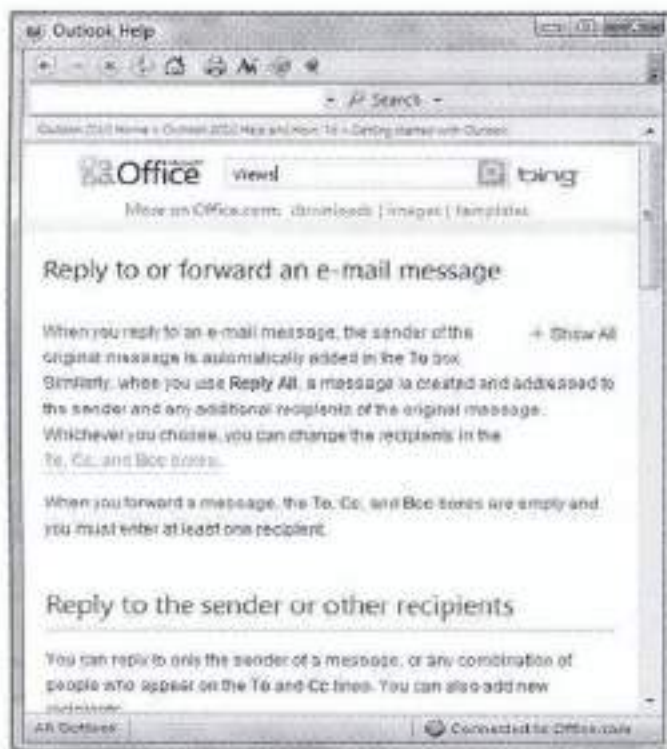 Outlook Help
Search
Outlook 2010 Home > Outlook 2010 Help and How-To > Getting started with Outlook
Office views bing
More on Office.com: downloads | images | templates
Reply to or forward an e-mail message
When you reply to an e-mail message, the sender of the + Show All
original message is automatically added in the To box.
Similarly, when you use Reply All, a message is created and addressed to
the sender and any additional recipients of the original message.
Whichever you choose, you can change the recipients in the
To, Cc, and Bcc boxes.
When you forward a message, the To, Cc, and Bcc boxes are empty and
you must enter at least one recipient.
Reply to the sender or other recipients
You can reply to only the sender of a message, or any combination of
people who appear on the To and Cc lines. You can also add new
recipients.
All Outlook Connected to Office.com